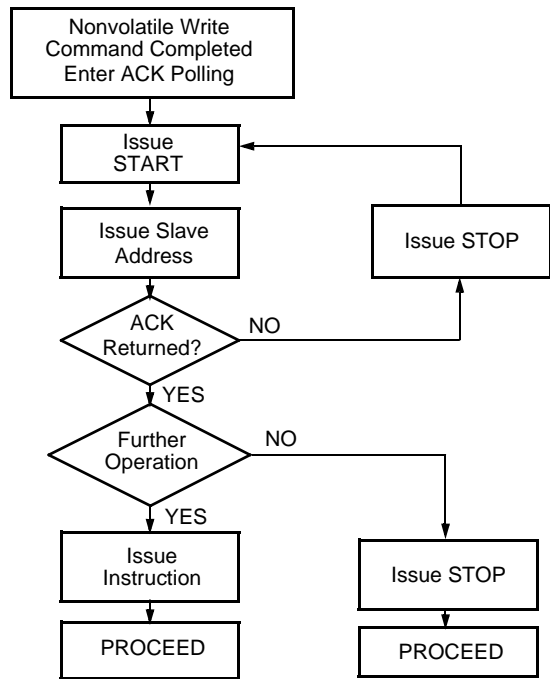 Nonvolatile Write
Command Completed
Enter ACK Polling
Issue
START
Issue Slave
Address
Issue STOP
ACK
Returned?
NO
YES
Further
Operation
NO
YES
Issue
Instruction
Issue STOP
PROCEED
PROCEED